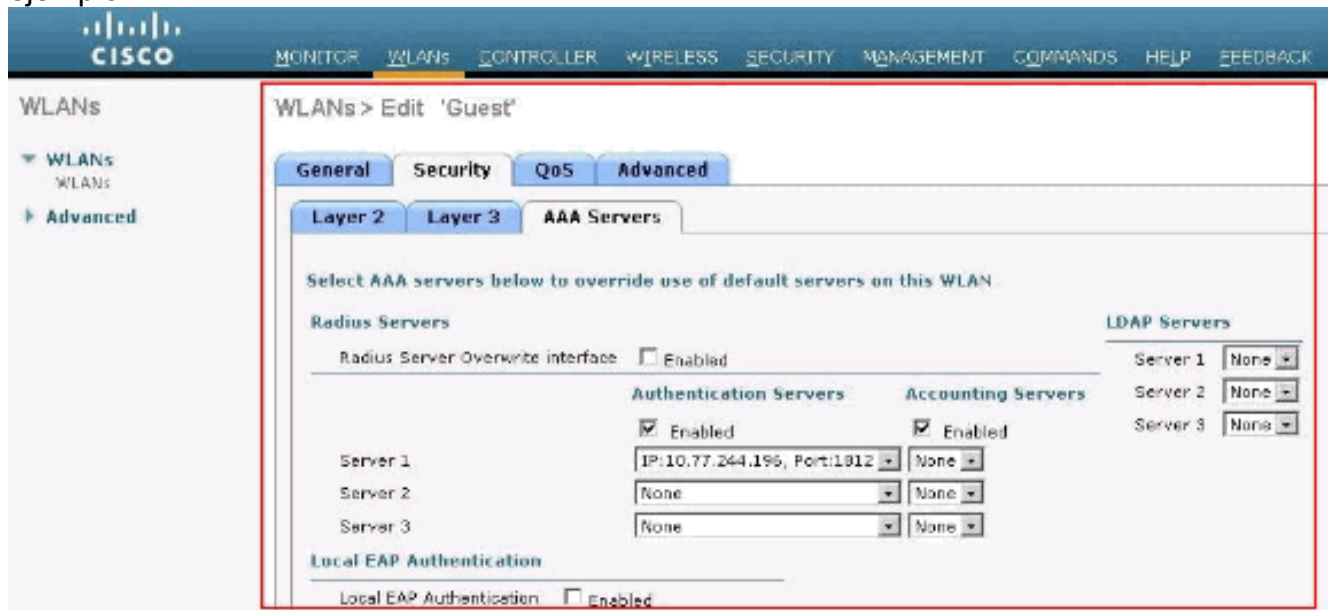 CISCO
MONITOR WLANs CONTROLLER WIRELESS SECURITY MANAGEMENT COMMANDS HELP FEEDBACK
WLANs
WLANs
WLANs
Advanced
WLANs > Edit 'Guest'
General Security QoS Advanced
Layer 2 Layer 3 AAA Servers
Select AAA servers below to override use of default servers on this WLAN
Radius Servers
LDAP Servers
Radius Server Overwrite interface Enabled
Server 1 None
Authentication Servers Accounting Servers
Server 2 None
Enabled Enabled
Server 3 None
Server 1 IP:10.77.244.196, Port:1812 None
Server 2 None None
Server 3 None None
Local EAP Authentication
Local EAP Authentication Enabled